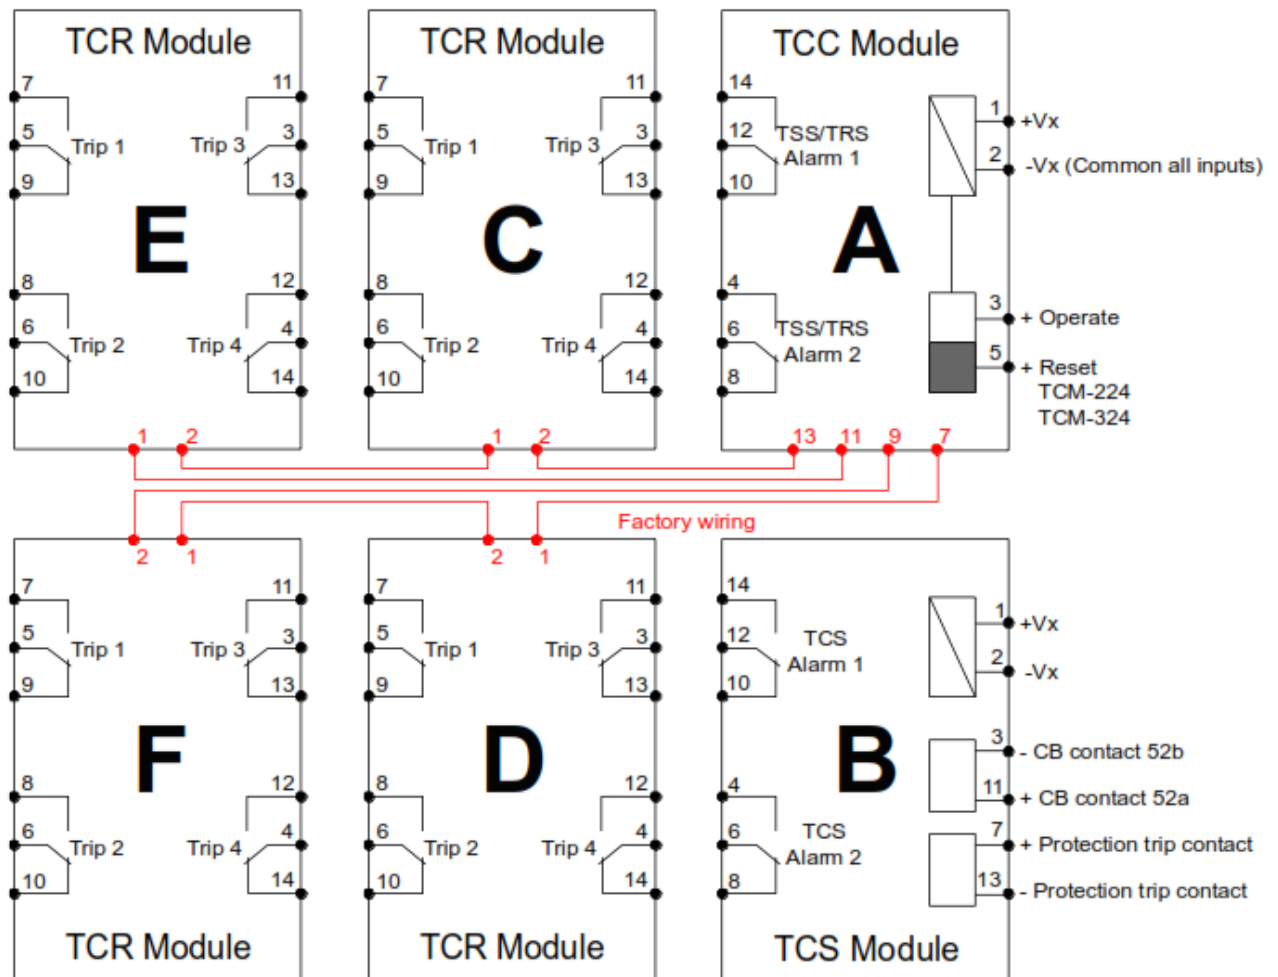 TCR Module
7
11
5
Trip 1
Trip 3
3
9
13
E
8
12
6
Trip 2
Trip 4
4
10
14
1
2
TCR Module
7
11
5
Trip 1
Trip 3
3
9
13
C
8
12
6
Trip 2
Trip 4
4
10
14
1
2
TCC Module
14
12
TSS/TRS
Alarm 1
10
1
+Vx
2
-Vx (Common all inputs)
A
4
6
TSS/TRS
Alarm 2
8
3
+ Operate
5
+ Reset
TCM-224
TCM-324
13
11
9
7
Factory wiring
2
1
7
11
5
Trip 1
Trip 3
3
9
13
F
8
12
6
Trip 2
Trip 4
4
10
14
TCR Module
2
1
7
11
5
Trip 1
Trip 3
3
9
13
D
8
12
6
Trip 2
Trip 4
4
10
14
TCR Module
14
12
TCS
Alarm 1
10
1
+Vx
2
-Vx
B
4
6
TCS
Alarm 2
8
3
- CB contact 52b
11
+ CB contact 52a
7
+ Protection trip contact
13
- Protection trip contact
TCS Module